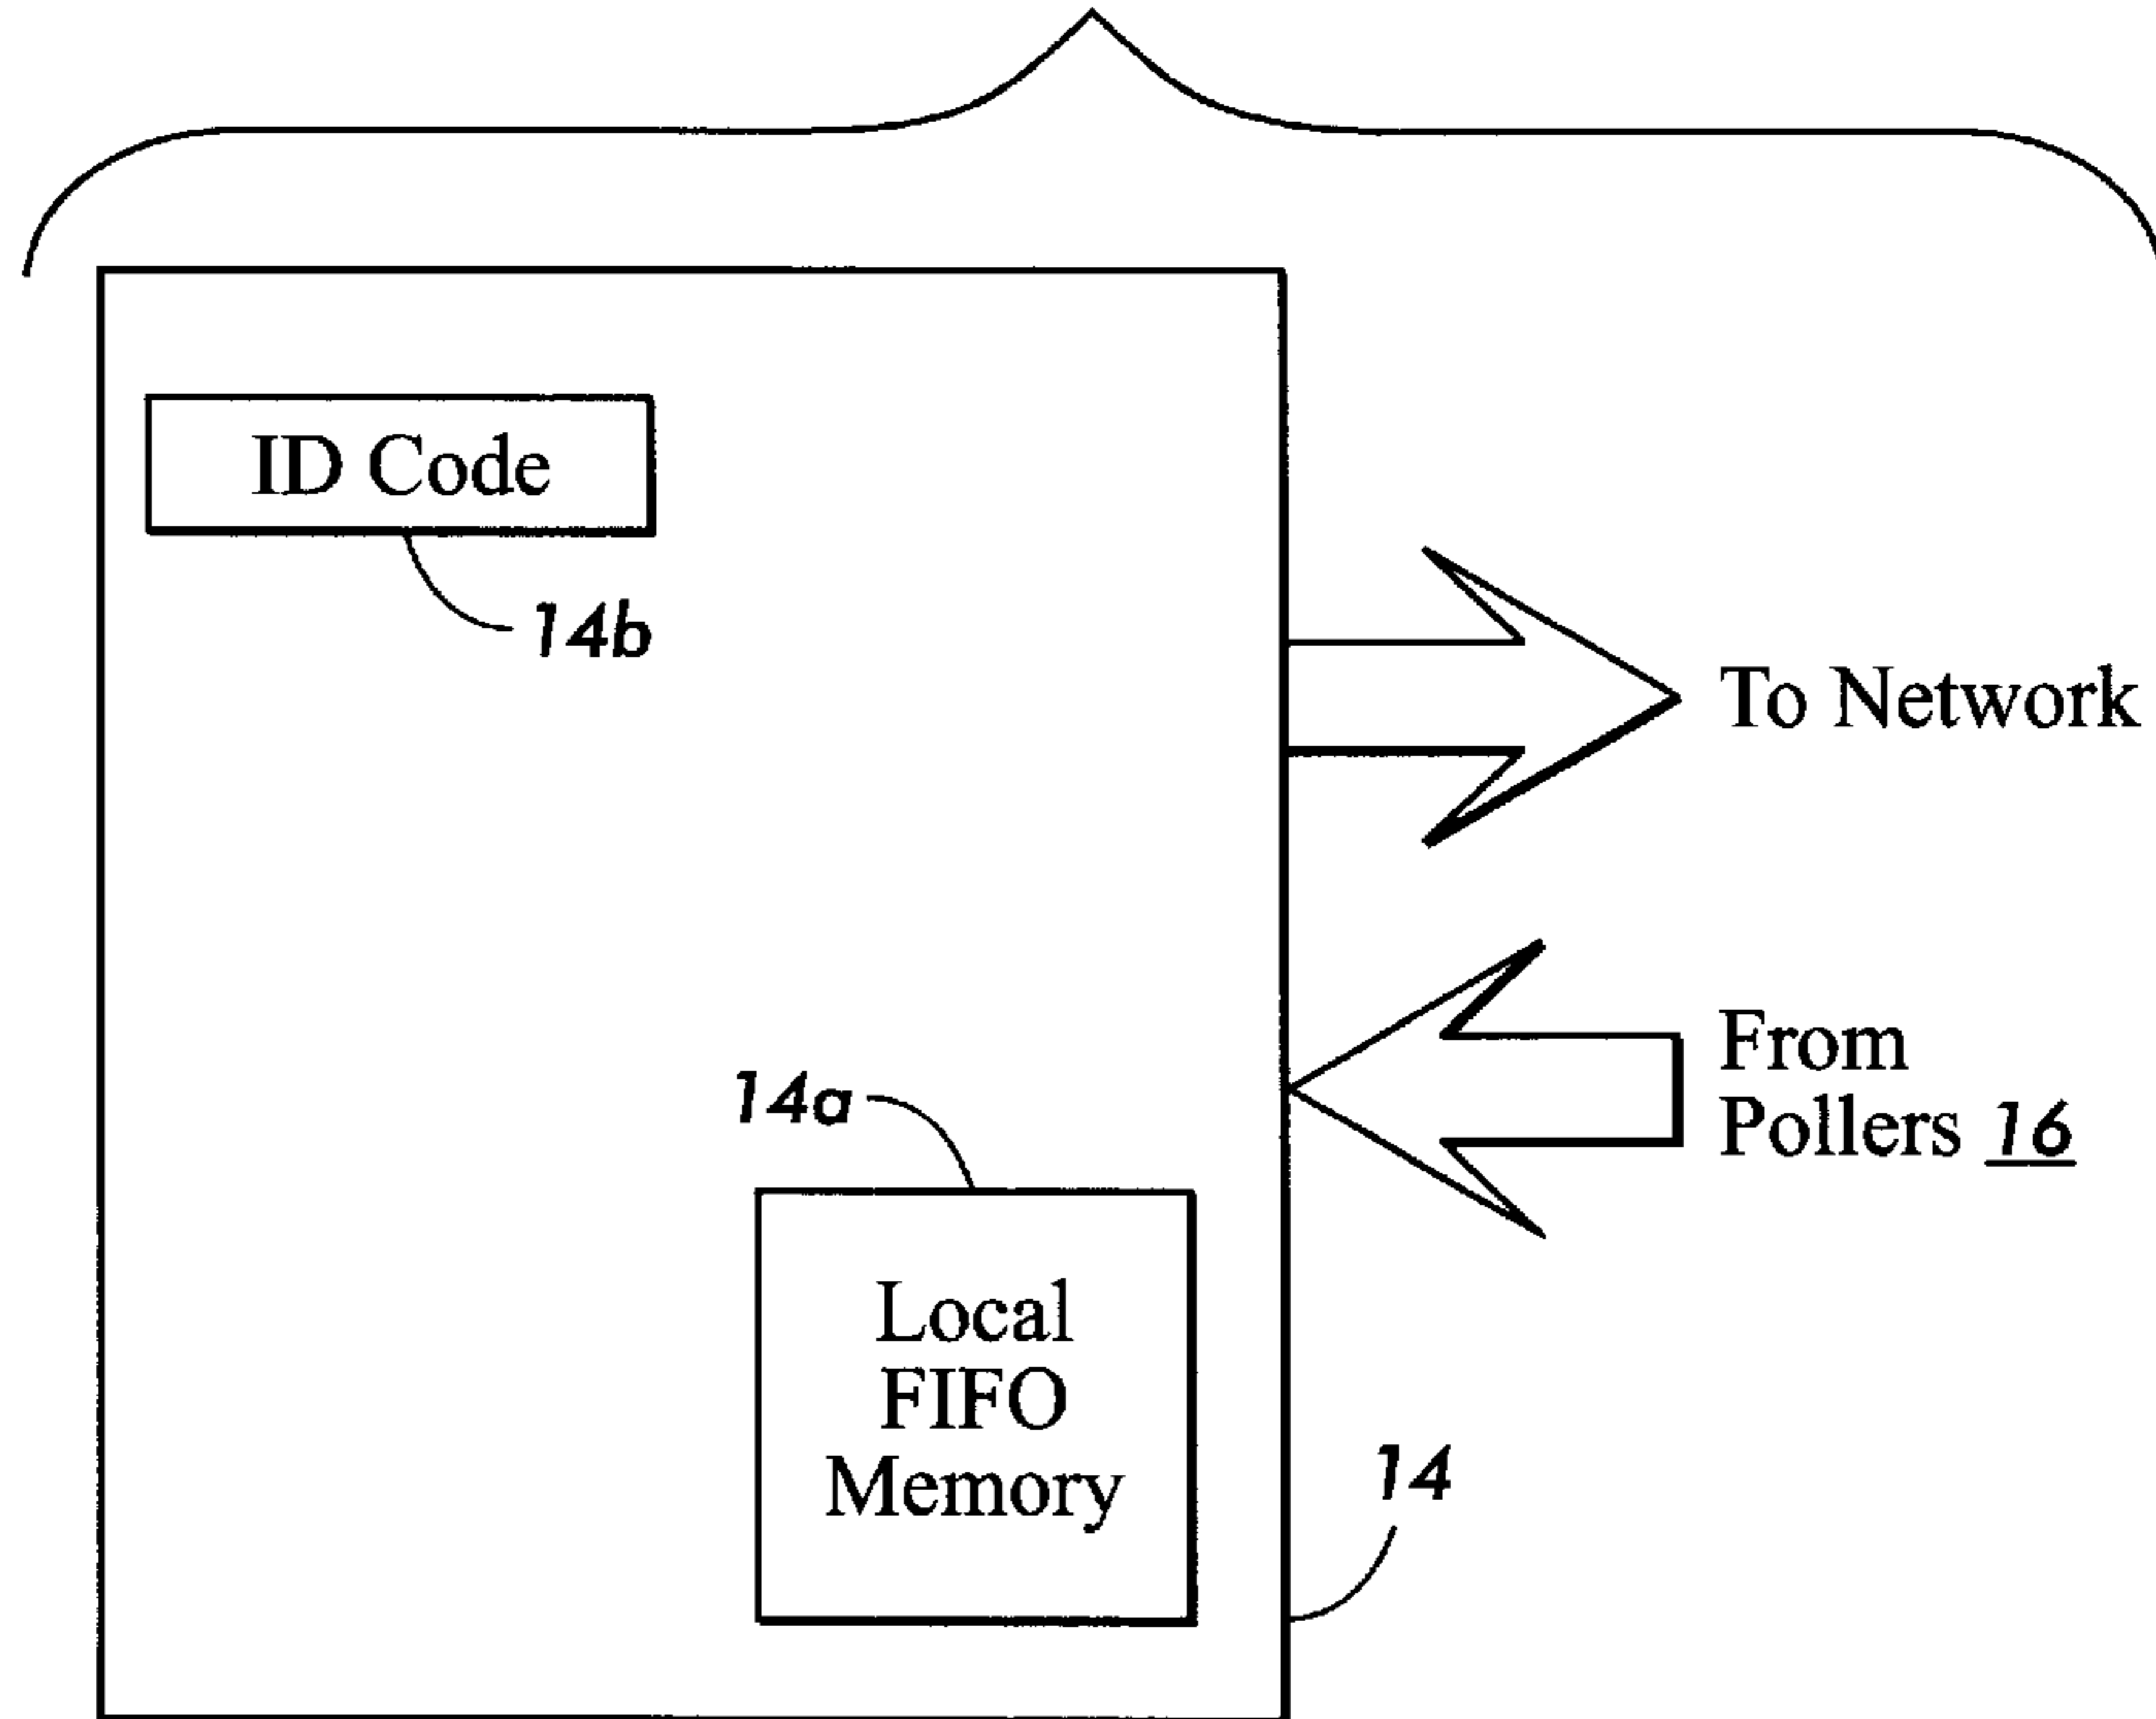 ID Code
14b
To Network
From
Pollers 16
14a
Local
FIFO
Memory
14